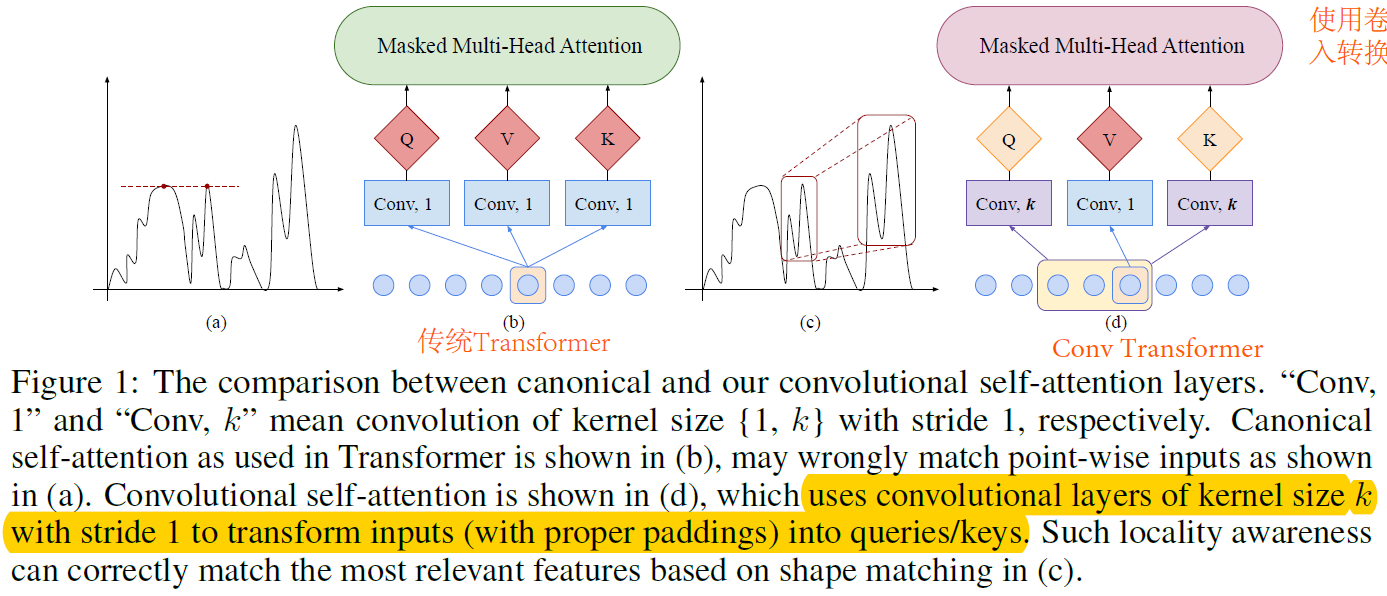 使用卷
入转换
Masked Multi-Head Attention
Masked Multi-Head Attention
Q
V
K
Q
V
K
Conv, 1
Conv, 1
Conv, 1
Conv, k
Conv, 1
Conv, k
(a)
(b)
(c)
(d)
传统Transformer
Conv Transformer
Figure 1: The comparison between canonical and our convolutional self-attention layers. “Conv,
1” and “Conv, k” mean convolution of kernel size {1, k} with stride 1, respectively. Canonical
self-attention as used in Transformer is shown in (b), may wrongly match point-wise inputs as shown
in (a). Convolutional self-attention is shown in (d), which uses convolutional layers of kernel size k
with stride 1 to transform inputs (with proper paddings) into queries/keys. Such locality awareness
can correctly match the most relevant features based on shape matching in (c).